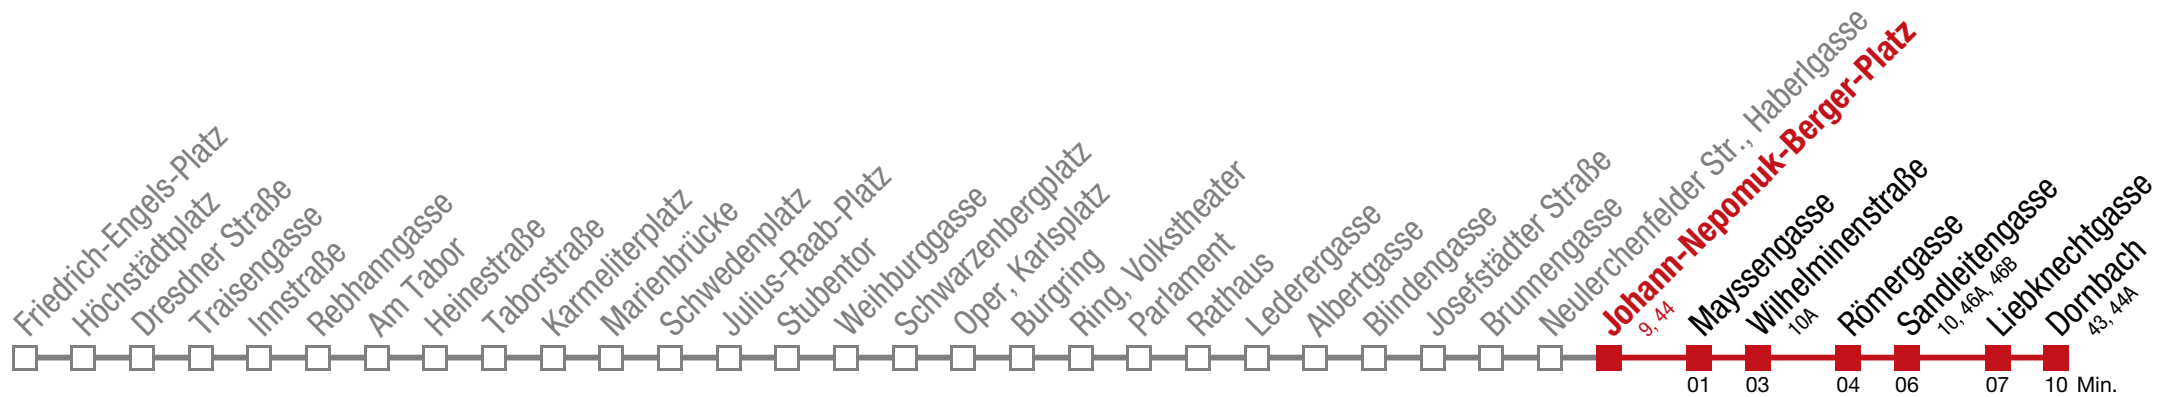 Friedrich-Engels-Platz
Höchstädtplatz
Dresdner Straße
Traisengasse
Innstraße
Rebhanngasse
Am Tabor
Heinestraße
Taborstraße
Karmeliterplatz
Marienbrücke
Schwedenplatz
Julius-Raab-Platz
Stubentor
Weihburggasse
Schwarzenbergplatz
Oper, Karlsplatz
Burgring
Ring, Volkstheater
Parlament
Rathaus
Lederergasse
Albertgasse
Blindengasse
Josefstädter Straße
Brunnengasse
Neulerchenfelder Str., Haberlgasse
Johann-Nepomuk-Berger-Platz
9, 44
Mayssengasse
Wilhelminenstraße
10A
Römergasse
Sandleitengasse
10, 46A, 46B
Liebknechtgasse
Dornbach
43, 44A
01 03 04 06 07 10 Min.